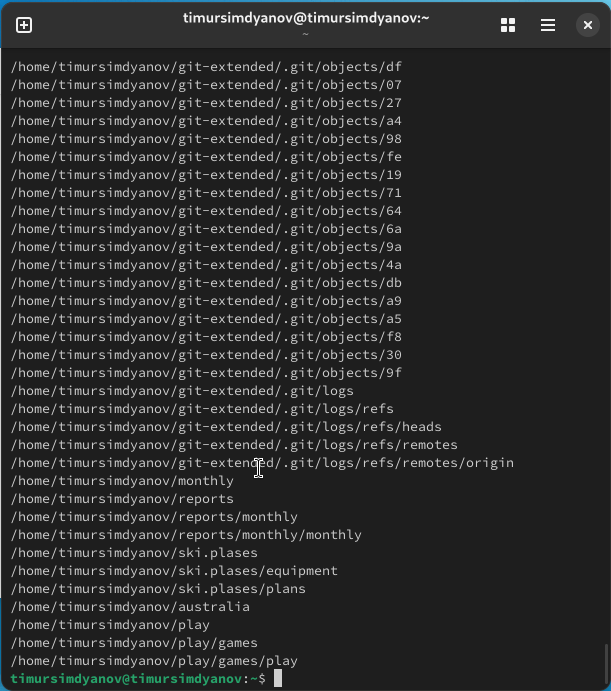 timursimdyanov@timursimdyanov:~
~
/home/timursimdyanov/git-extended/.git/objects/df
/home/timursimdyanov/git-extended/.git/objects/07
/home/timursimdyanov/git-extended/.git/objects/27
/home/timursimdyanov/git-extended/.git/objects/a4
/home/timursimdyanov/git-extended/.git/objects/98
/home/timursimdyanov/git-extended/.git/objects/fe
/home/timursimdyanov/git-extended/.git/objects/19
/home/timursimdyanov/git-extended/.git/objects/71
/home/timursimdyanov/git-extended/.git/objects/64
/home/timursimdyanov/git-extended/.git/objects/6a
/home/timursimdyanov/git-extended/.git/objects/9a
/home/timursimdyanov/git-extended/.git/objects/4a
/home/timursimdyanov/git-extended/.git/objects/db
/home/timursimdyanov/git-extended/.git/objects/a9
/home/timursimdyanov/git-extended/.git/objects/a5
/home/timursimdyanov/git-extended/.git/objects/f8
/home/timursimdyanov/git-extended/.git/objects/30
/home/timursimdyanov/git-extended/.git/objects/9f
/home/timursimdyanov/git-extended/.git/logs
/home/timursimdyanov/git-extended/.git/logs/refs
/home/timursimdyanov/git-extended/.git/logs/refs/heads
/home/timursimdyanov/git-extended/.git/logs/refs/remotes
/home/timursimdyanov/git-extended/.git/logs/refs/remotes/origin
/home/timursimdyanov/monthly
/home/timursimdyanov/reports
/home/timursimdyanov/reports/monthly
/home/timursimdyanov/reports/monthly/monthly
/home/timursimdyanov/ski.plases
/home/timursimdyanov/ski.plases/equipment
/home/timursimdyanov/ski.plases/plans
/home/timursimdyanov/australia
/home/timursimdyanov/play
/home/timursimdyanov/play/games
/home/timursimdyanov/play/games/play
timursimdyanov@timursimdyanov:~$